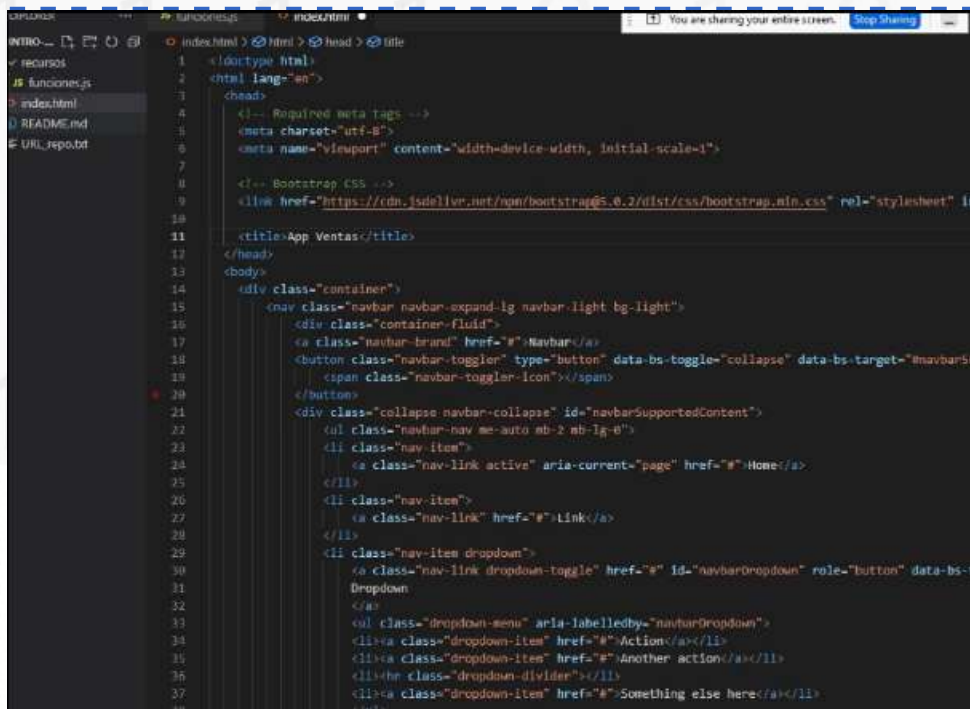 EXPLORER ... JS funciones.js index.html ●
You are sharing your entire screen. Stop Sharing
INTRO-...
index.html > html > head > title
recursos
JS funciones.js
index.html
README.md
URL_repo.txt
1 <!doctype html>
2 <html lang="en">
3 <head>
4 <!-- Required meta tags -->
5 <meta charset="utf-8">
6 <meta name="viewport" content="width=device-width, initial-scale=1">
7
8 <!-- Bootstrap CSS -->
9 <link href="https://cdn.jsdelivr.net/npm/bootstrap@5.0.2/dist/css/bootstrap.min.css" rel="stylesheet" i
10
11 <title>App Ventas</title>
12 </head>
13 <body>
14 <div class="container">
15 <nav class="navbar navbar-expand-lg navbar-light bg-light">
16 <div class="container-fluid">
17 <a class="navbar-brand" href="#">Navbar</a>
18 <button class="navbar-toggler" type="button" data-bs-toggle="collapse" data-bs-target="#navbarS
19 <span class="navbar-toggler-icon"></span>
20 </button>
21 <div class="collapse navbar-collapse" id="navbarSupportedContent">
22 <ul class="navbar-nav me-auto mb-2 mb-lg-0">
23 <li class="nav-item">
24 <a class="nav-link active" aria-current="page" href="#">Home</a>
25 </li>
26 <li class="nav-item">
27 <a class="nav-link" href="#">Link</a>
28 </li>
29 <li class="nav-item dropdown">
30 <a class="nav-link dropdown-toggle" href="#" id="navbarDropdown" role="button" data-bs-
31 Dropdown
32 </a>
33 <ul class="dropdown-menu" aria-labelledby="navbarDropdown">
34 <li><a class="dropdown-item" href="#">Action</a></li>
35 <li><a class="dropdown-item" href="#">Another action</a></li>
36 <li><hr class="dropdown-divider"></li>
37 <li><a class="dropdown-item" href="#">Something else here</a></li>